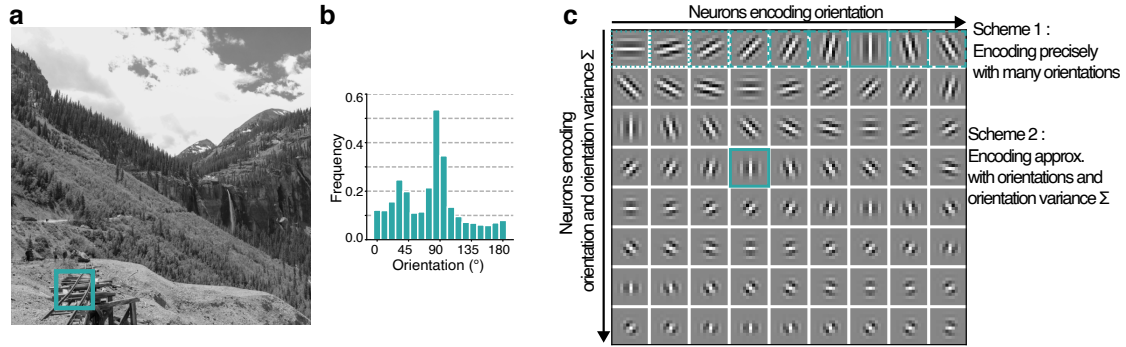 a
b
c
Neurons encoding orientation
Scheme 1 :
Encoding precisely
with many orientations
Neurons encoding
orientation and orientation variance Σ
Scheme 2 :
Encoding approx.
with orientations and
orientation variance Σ
Frequency
0.6
0.4
0.2
0.0
0 45 90 135 180
Orientation (°)